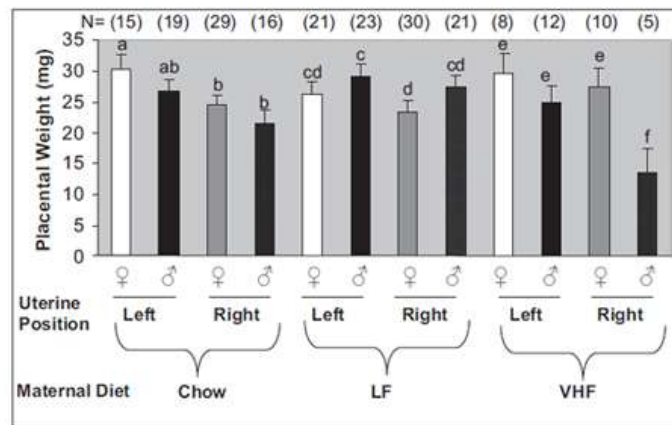 N= (15) (19) (29) (16) (21) (23) (30) (21) (8) (12) (10) (5)
Placental Weight (mg)
35
30
25
20
15
10
5
0
a ab b b cd c d cd e e e f
♀ ♂ ♀ ♂ ♀ ♂ ♀ ♂ ♀ ♂ ♀ ♂
Uterine
Position
Left Right Left Right Left Right
Maternal Diet Chow LF VHF